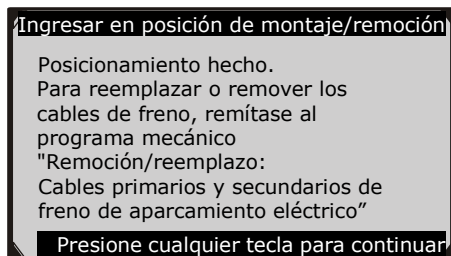 Ingresar en posición de montaje/remoción
Posicionamiento hecho.
Para reemplazar o remover los
cables de freno, remítase al
programa mecánico
"Remoción/reemplazo:
Cables primarios y secundarios de
freno de aparcamiento eléctrico”
Presione cualquier tecla para continuar